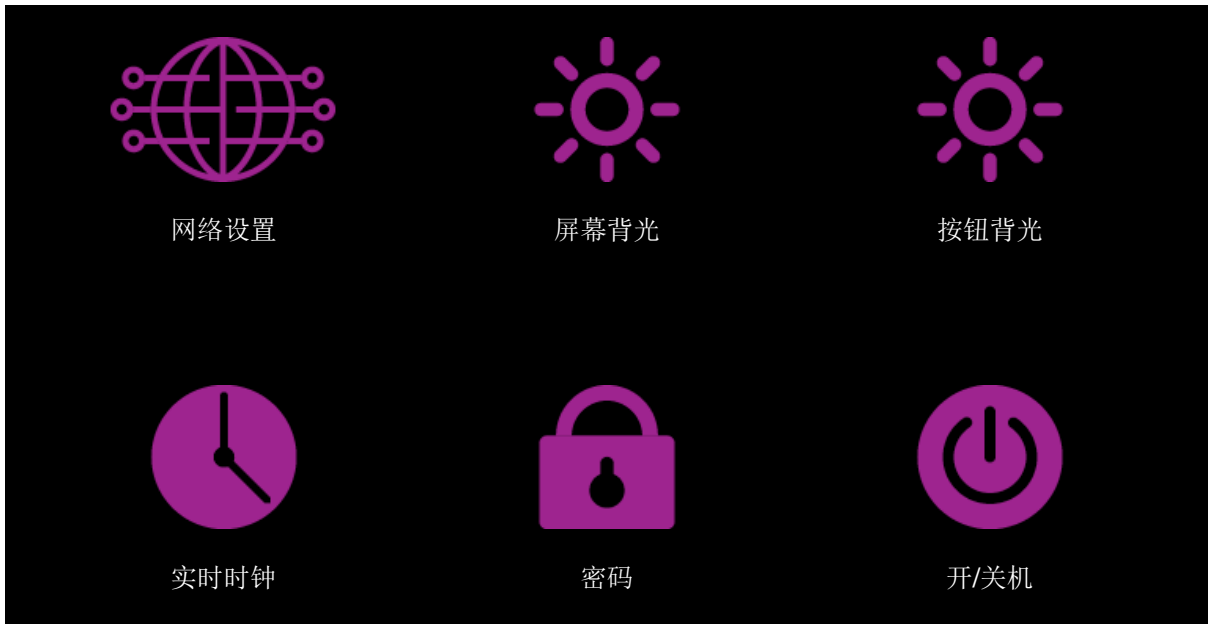 网络设置
屏幕背光
按钮背光
实时时钟
密码
开/关机